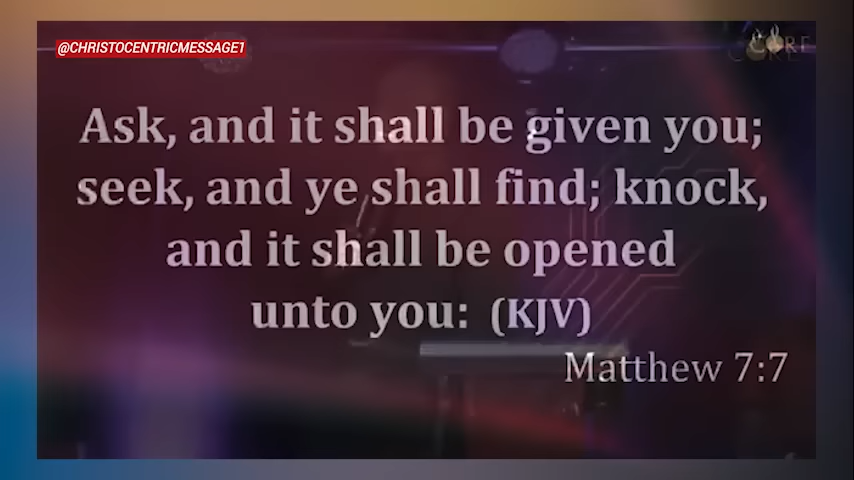 @CHRISTOCENTRICMESSAGE1
CORE
Ask, and it shall be given you;
seek, and ye shall find; knock,
and it shall be opened
unto you: (KJV)
Matthew 7:7